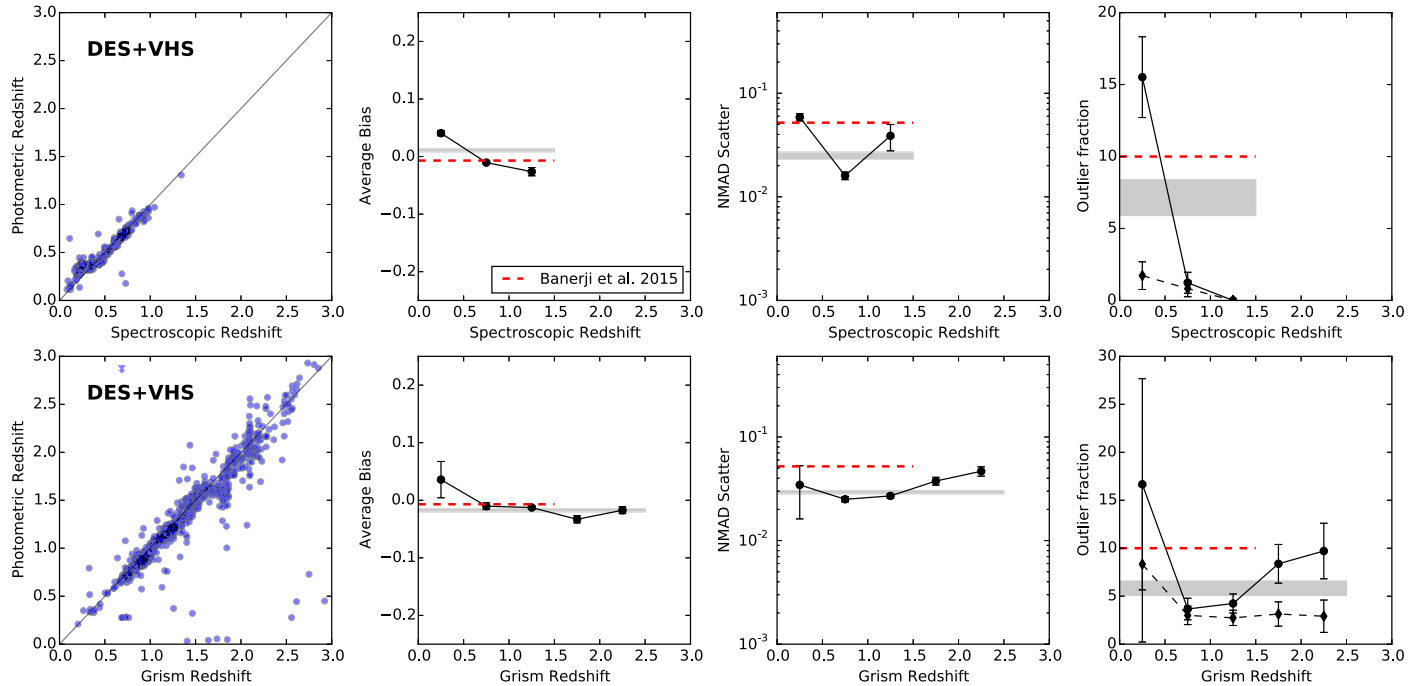 DES+VHS
Photometric Redshift
3.0
2.5
2.0
1.5
1.0
0.5
0.0
0.0 0.5 1.0 1.5 2.0 2.5 3.0
Spectroscopic Redshift
Average Bias
0.2
0.1
0.0
−0.1
−0.2
Banerji et al. 2015
0.0 0.5 1.0 1.5 2.0 2.5 3.0
Spectroscopic Redshift
NMAD Scatter
10⁻¹
10⁻²
10⁻³
0.0 0.5 1.0 1.5 2.0 2.5 3.0
Spectroscopic Redshift
Outlier fraction
20
15
10
5
0
0.0 0.5 1.0 1.5 2.0 2.5 3.0
Spectroscopic Redshift
DES+VHS
Photometric Redshift
3.0
2.5
2.0
1.5
1.0
0.5
0.0
0.0 0.5 1.0 1.5 2.0 2.5 3.0
Grism Redshift
Average Bias
0.2
0.1
0.0
−0.1
−0.2
0.0 0.5 1.0 1.5 2.0 2.5 3.0
Grism Redshift
NMAD Scatter
10⁻¹
10⁻²
10⁻³
0.0 0.5 1.0 1.5 2.0 2.5 3.0
Grism Redshift
Outlier fraction
30
25
20
15
10
5
0
0.0 0.5 1.0 1.5 2.0 2.5 3.0
Grism Redshift